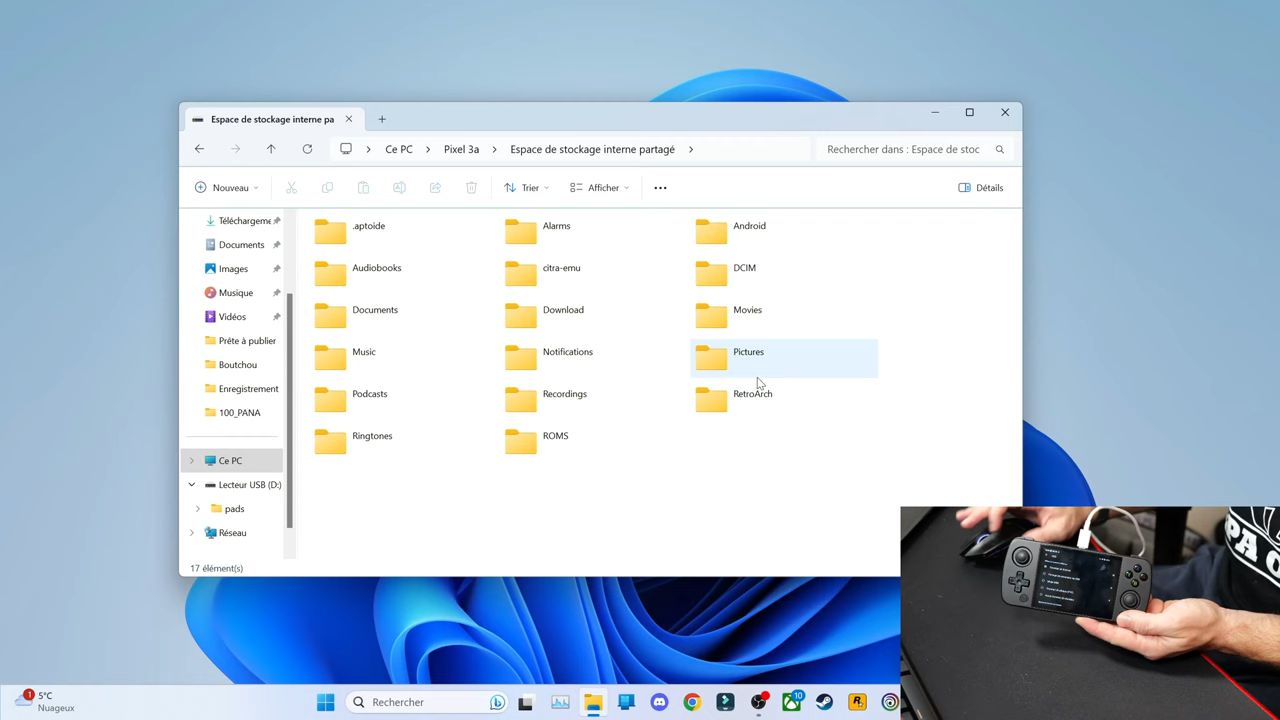 Espace de stockage interne pa
Ce PC
Pixel 3a
Espace de stockage interne partagé
Rechercher dans : Espace de stoc
Nouveau
Trier
Afficher
Détails
Téléchargeme
Documents
Images
Musique
Vidéos
Prête à publier
Boutchou
Enregistrement
100_PANA
Ce PC
Lecteur USB (D:)
pads
Réseau
.aptoide
Alarms
Android
Audiobooks
citra-emu
DCIM
Documents
Download
Movies
Music
Notifications
Pictures
Podcasts
Recordings
RetroArch
Ringtones
ROMS
17 élément(s)
1
5°C
Nuageux
Rechercher
10